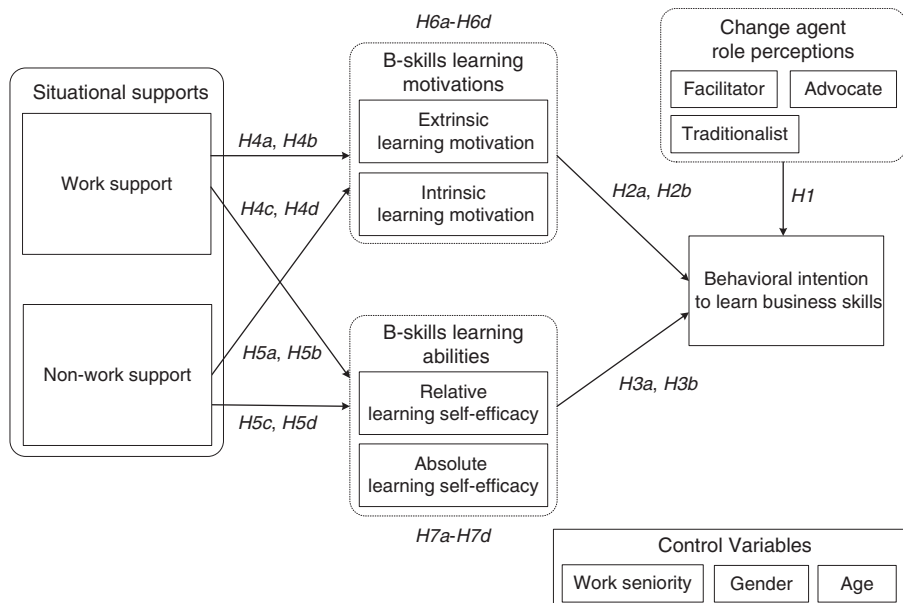 H6a-H6d
Change agent
role perceptions
Facilitator
Advocate
Traditionalist
Situational supports
Work support
Non-work support
B-skills learning
motivations
Extrinsic
learning motivation
Intrinsic
learning motivation
H4a, H4b
H4c, H4d
H5a, H5b
H5c, H5d
H2a, H2b
H1
Behavioral intention
to learn business skills
B-skills learning
abilities
Relative
learning self-efficacy
Absolute
learning self-efficacy
H3a, H3b
H7a-H7d
Control Variables
Work seniority
Gender
Age